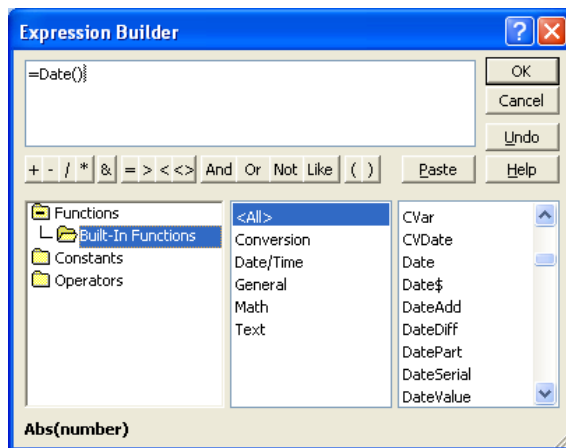 Expression Builder
=Date()
OK
Cancel
Undo
+ - / * & = > < <> And Or Not Like ( ) Paste Help
Functions
Built-In Functions
Constants
Operators
<All>
Conversion
Date/Time
General
Math
Text
CVar
CVDate
Date
Date$
DateAdd
DateDiff
DatePart
DateSerial
DateValue
Abs(number)